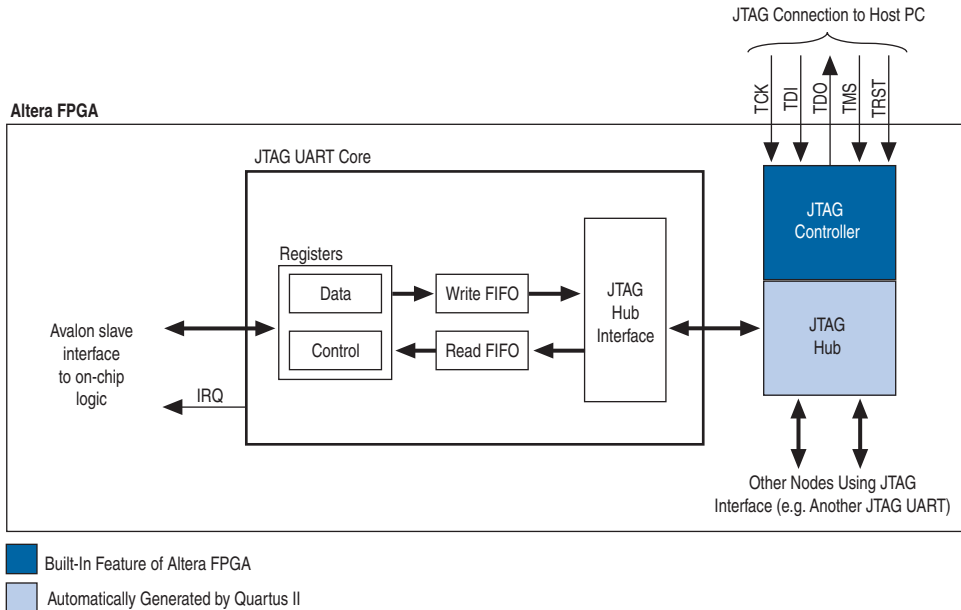 JTAG Connection to Host PC
TCK
TDI
TDO
TMS
TRST
Altera FPGA
JTAG UART Core
Registers
Data
Control
Write FIFO
Read FIFO
JTAG
Hub
Interface
Avalon slave
interface
to on-chip
logic
IRQ
JTAG
Controller
JTAG
Hub
Other Nodes Using JTAG
Interface (e.g. Another JTAG UART)
Built-In Feature of Altera FPGA
Automatically Generated by Quartus II